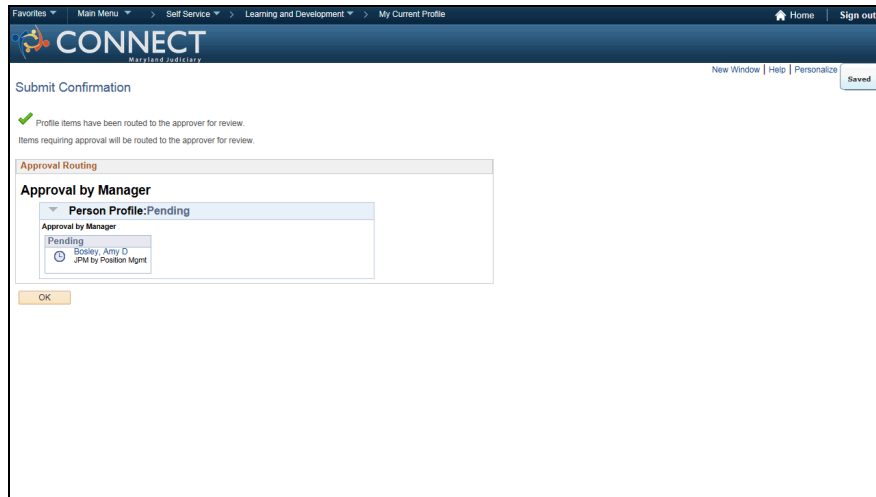 Favorites Main Menu > Self Service > Learning and Development > My Current Profile Home Sign out
CONNECT
Maryland Judiciary
New Window | Help | Personalize
Saved
Submit Confirmation
Profile items have been routed to the approver for review.
Items requiring approval will be routed to the approver for review.
Approval Routing
Approval by Manager
Person Profile:Pending
Approval by Manager
Pending
Bosley, Amy D
JPM by Position Mgmt
OK